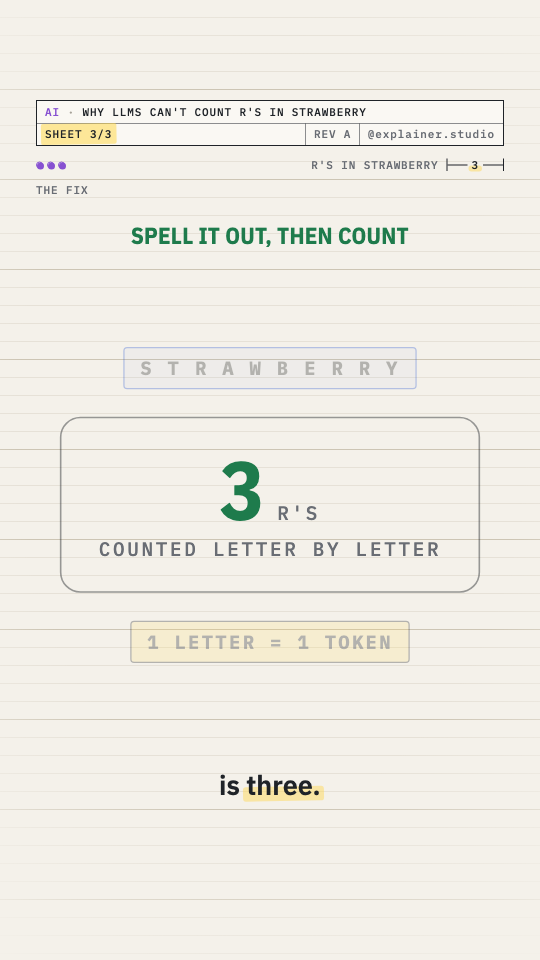 AI · WHY LLMS CAN'T COUNT R'S IN STRAWBERRY
SHEET 3/3 REV A @explainer.studio
R'S IN STRAWBERRY 3
THE FIX
SPELL IT OUT, THEN COUNT
S T R A W B E R R Y
3 R'S
COUNTED LETTER BY LETTER
1 LETTER = 1 TOKEN
is three.